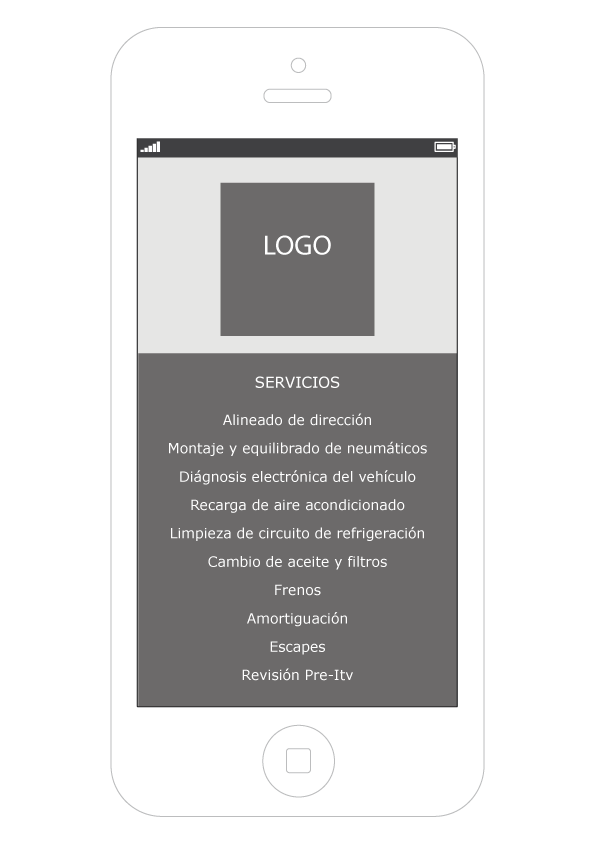 LOGO
SERVICIOS
Alineado de dirección
Montaje y equilibrado de neumáticos
Diágnosis electrónica del vehículo
Recarga de aire acondicionado
Limpieza de circuito de refrigeración
Cambio de aceite y filtros
Frenos
Amortiguación
Escapes
Revisión Pre-Itv